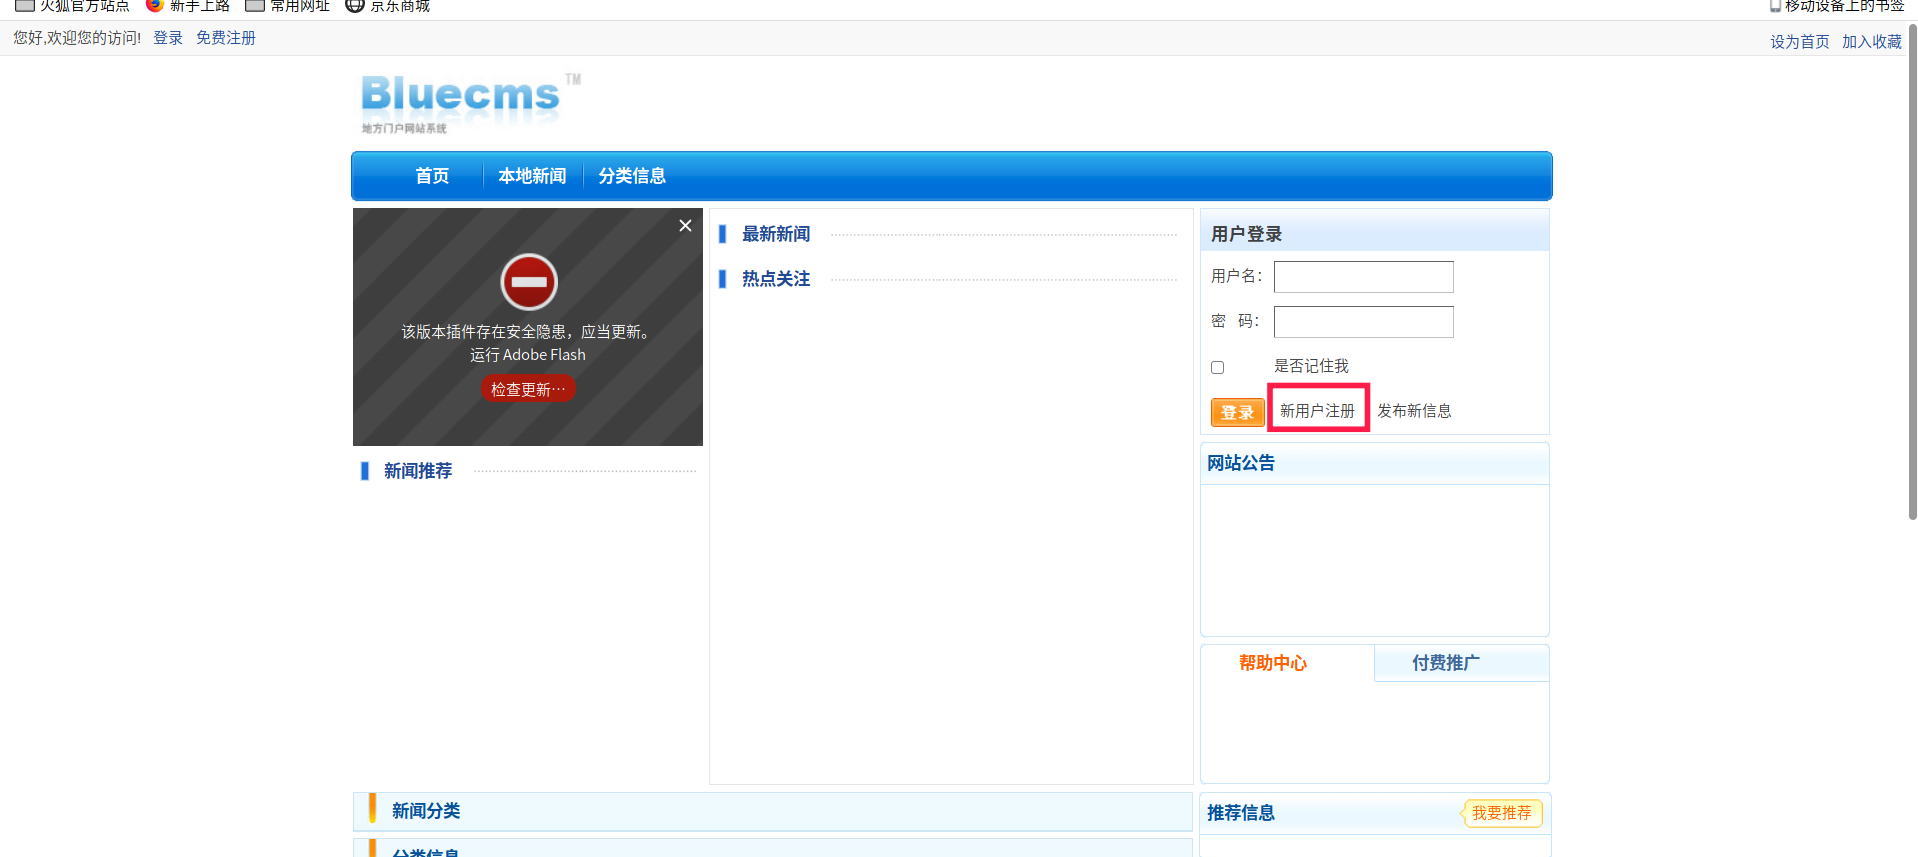 火狐官方站点 新手上路 常用网址 京东商城 移动设备上的书签
您好,欢迎您的访问! 登录 免费注册 设为首页 加入收藏
Bluecms TM
地方门户网站系统
首页 本地新闻 分类信息
该版本插件存在安全隐患，应当更新。
运行 Adobe Flash
检查更新…
新闻推荐
最新新闻
热点关注
用户登录
用户名：
密 码：
是否记住我
登录 新用户注册 发布新信息
网站公告
帮助中心 付费推广
新闻分类
推荐信息 我要推荐
分类信息